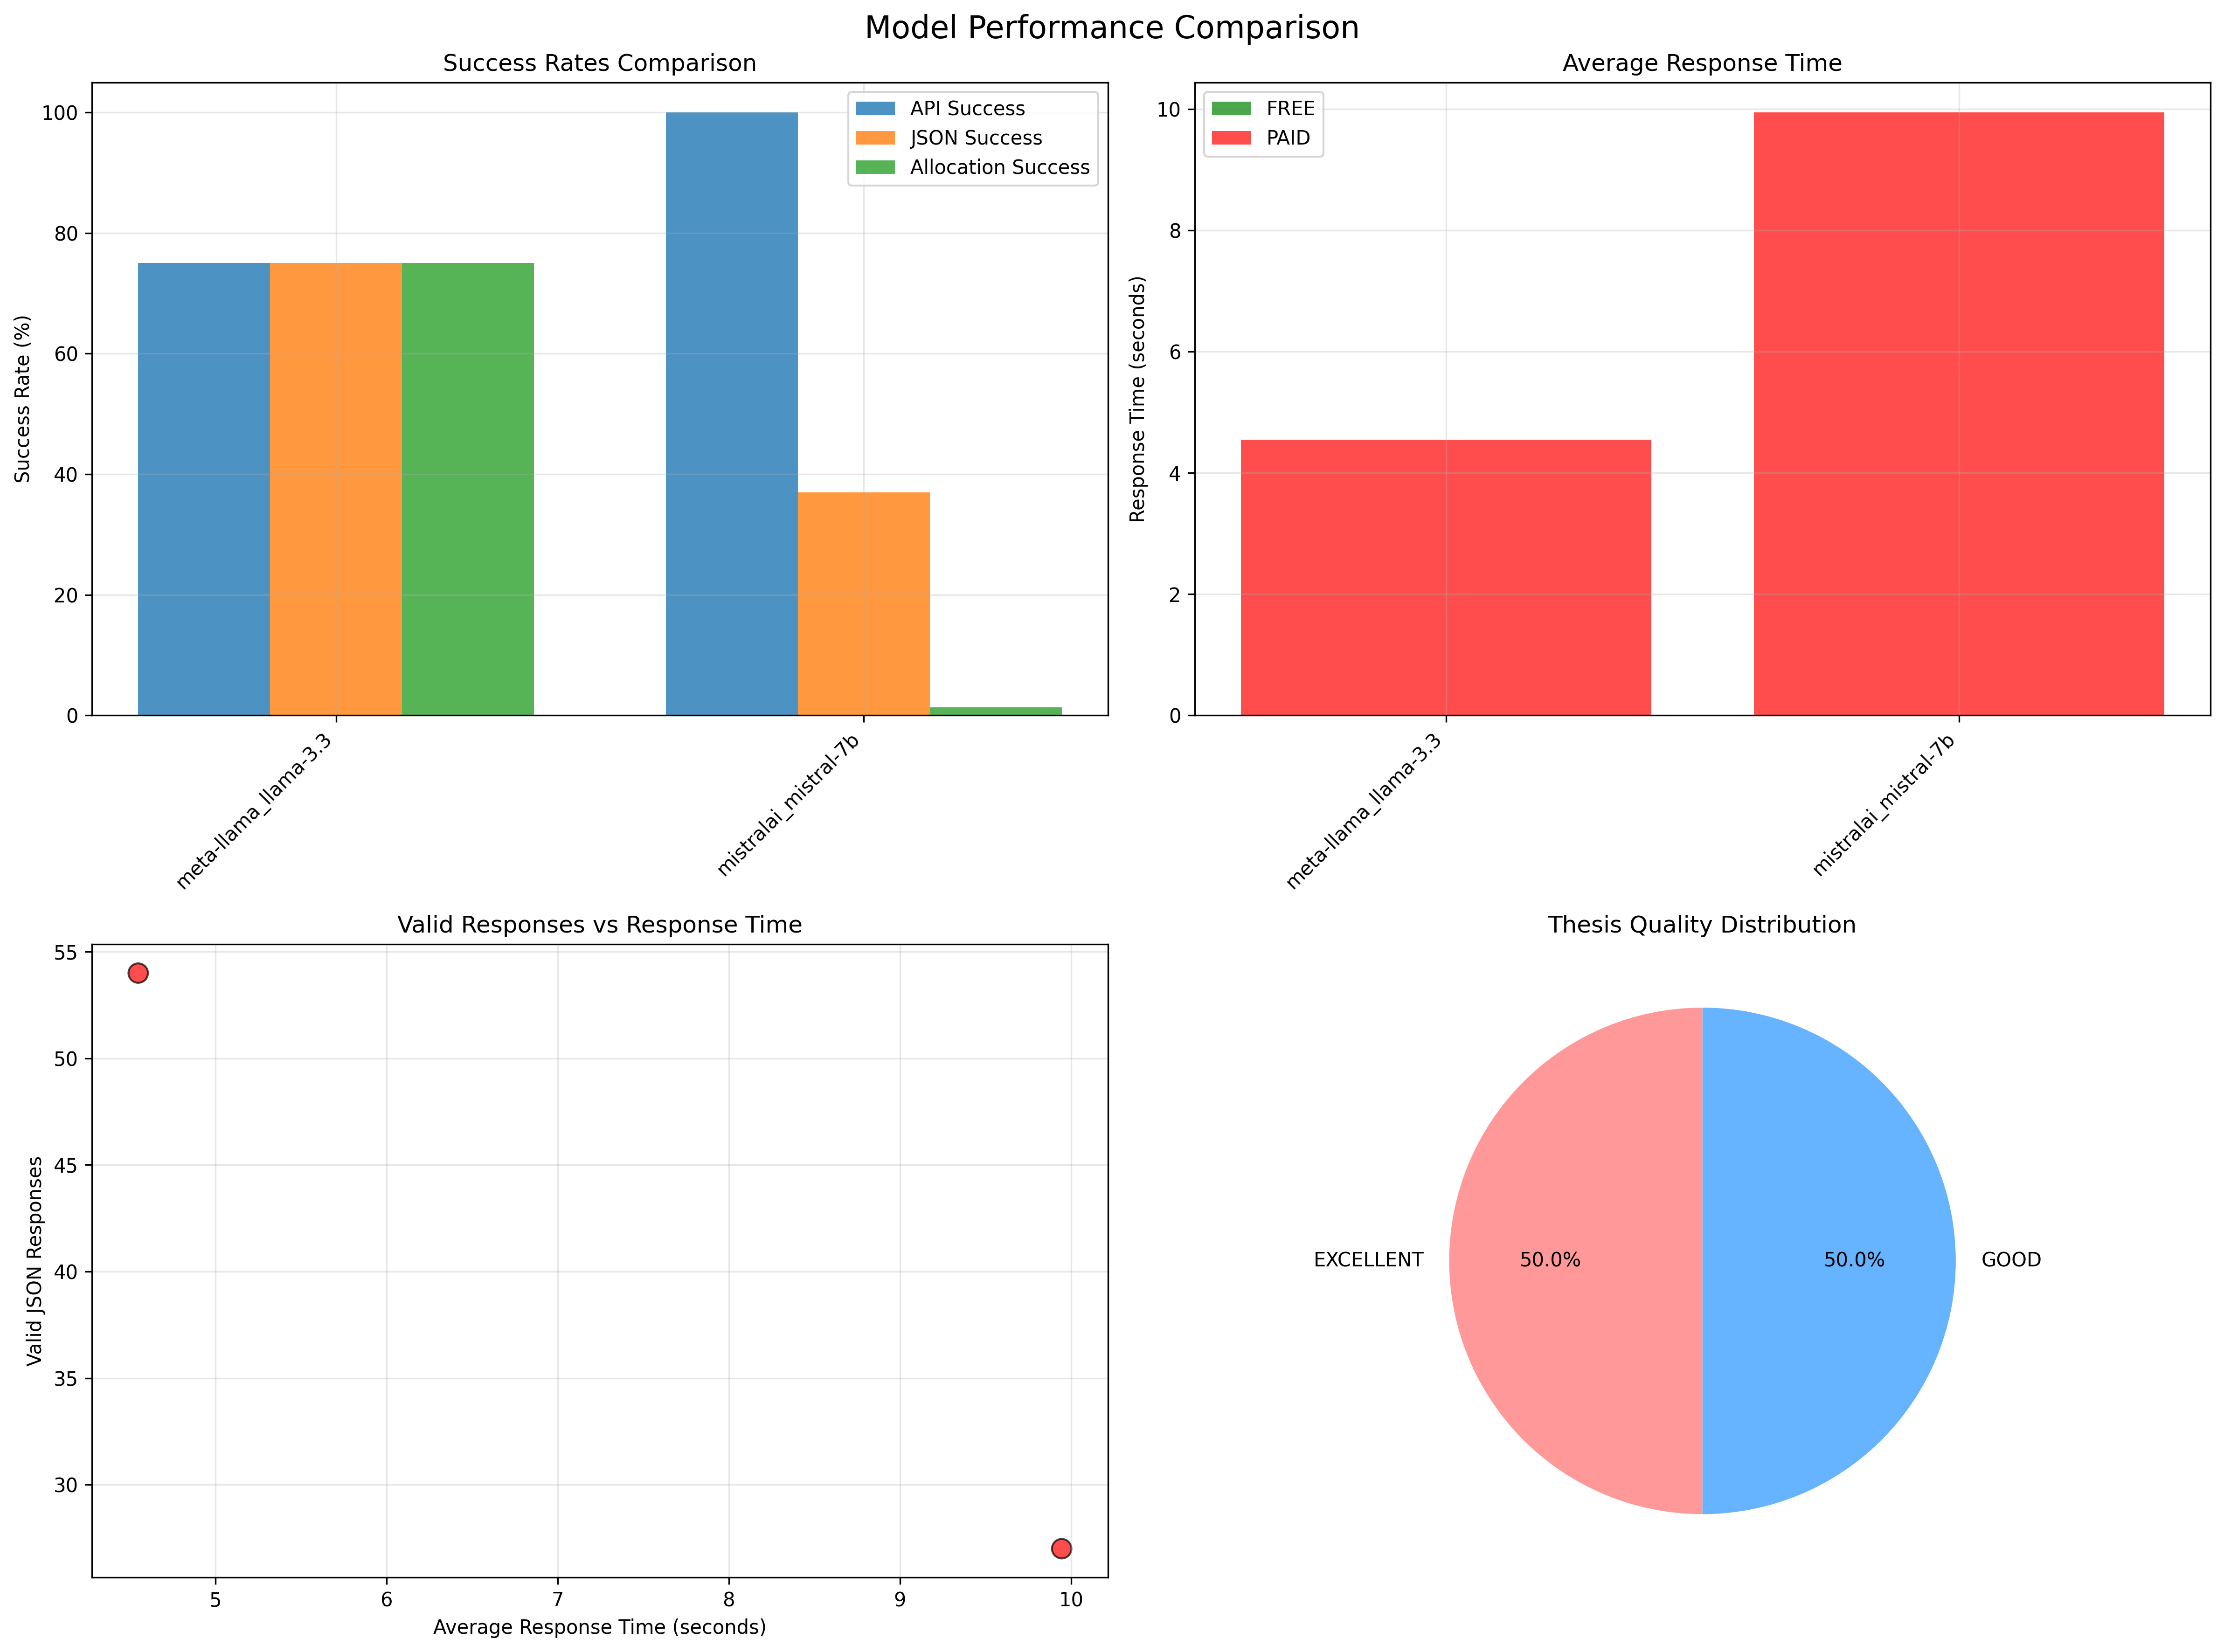 Model Performance Comparison
Success Rates Comparison
Success Rate (%)
100
80
60
40
20
0
API Success
JSON Success
Allocation Success
meta-llama_llama-3.3
mistralai_mistral-7b
Average Response Time
Response Time (seconds)
10
8
6
4
2
0
FREE
PAID
meta-llama_llama-3.3
mistralai_mistral-7b
Valid Responses vs Response Time
Valid JSON Responses
55
50
45
40
35
30
5 6 7 8 9 10
Average Response Time (seconds)
Thesis Quality Distribution
EXCELLENT 50.0% 50.0% GOOD